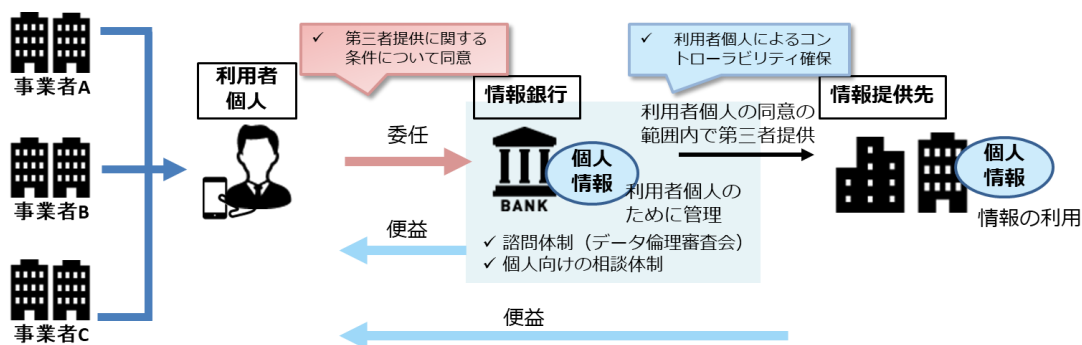 事業者A
事業者B
事業者C
利用者
個人
✓ 第三者提供に関する
条件について同意
委任
便益
情報銀行
BANK
個人
情報
利用者個人の
ために管理
✓ 諮問体制（データ倫理審査会）
✓ 個人向けの相談体制
✓ 利用者個人によるコン
トローラビリティ確保
利用者個人の同意の
範囲内で第三者提供
情報提供先
個人
情報
情報の利用
便益